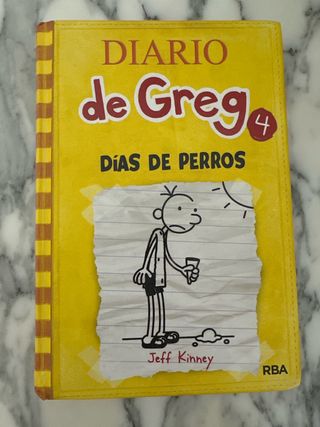 DIARIO
de Greg 4
DÍAS DE PERROS
Jeff Kinney
RBA